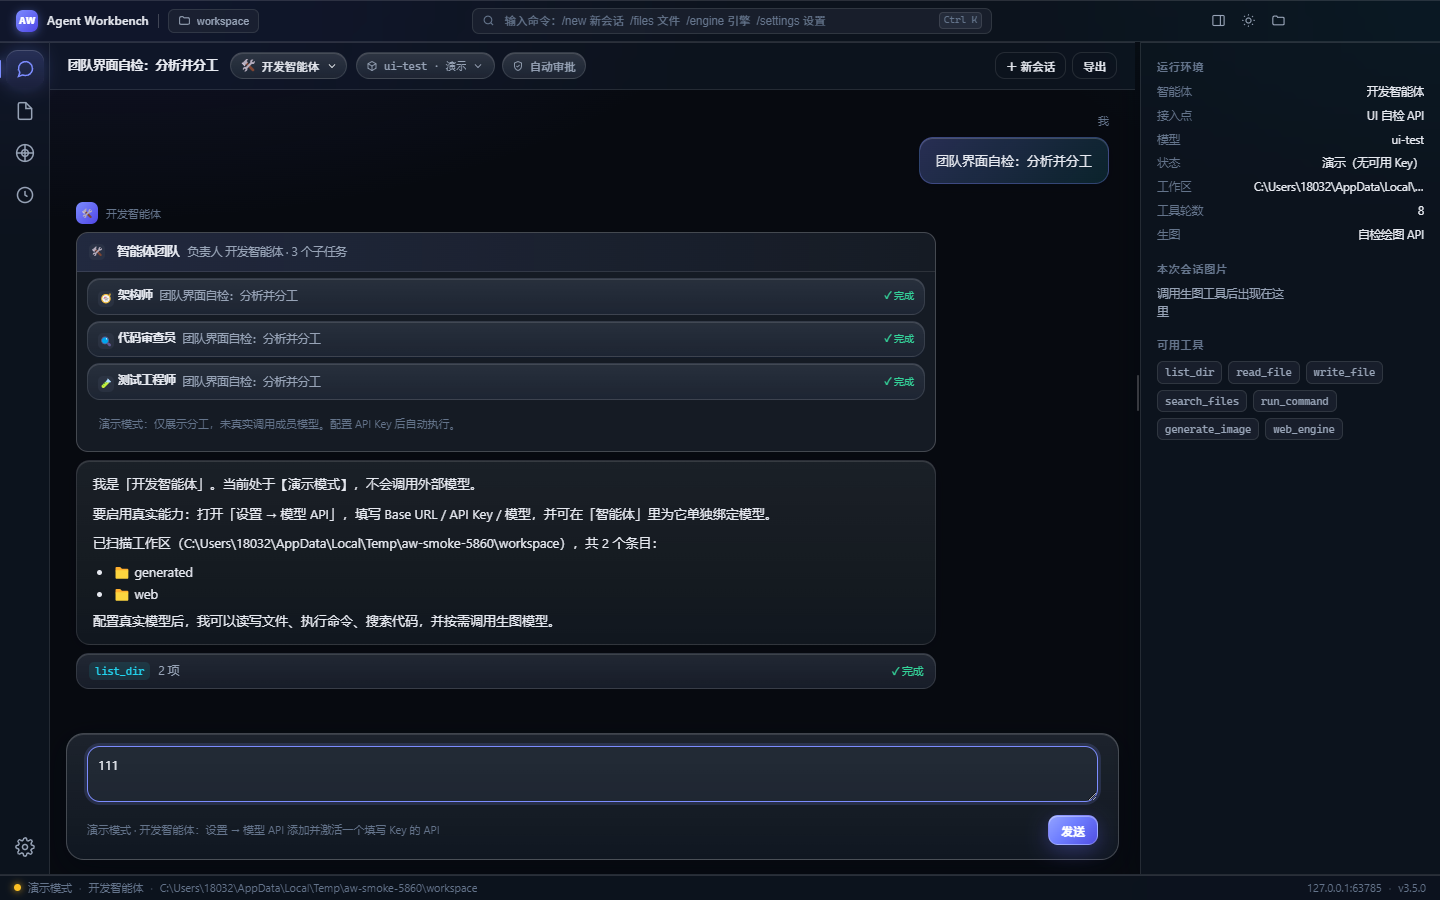 AW Agent Workbench workspace 输入命令：/new 新会话 /files 文件 /engine 引擎 /settings 设置 Ctrl K
团队界面自检：分析并分工 开发智能体 ui-test · 演示 自动审批 + 新会话 导出
我
团队界面自检：分析并分工
开发智能体
智能体团队 负责人 开发智能体 · 3 个子任务
架构师 团队界面自检：分析并分工 ✓ 完成
代码审查员 团队界面自检：分析并分工 ✓ 完成
测试工程师 团队界面自检：分析并分工 ✓ 完成
演示模式：仅展示分工，未真实调用成员模型。配置 API Key 后自动执行。
我是「开发智能体」。当前处于【演示模式】，不会调用外部模型。
要启用真实能力：打开「设置 → 模型 API」，填写 Base URL / API Key / 模型，并可在「智能体」里为它单独绑定模型。
已扫描工作区（C:\Users\18032\AppData\Local\Temp\aw-smoke-5860\workspace），共 2 个条目：
• generated
• web
配置真实模型后，我可以读写文件、执行命令、搜索代码，并按需调用生图模型。
list_dir 2 项 ✓ 完成
111
演示模式 · 开发智能体：设置 → 模型 API 添加并激活一个填写 Key 的 API
发送
运行环境
智能体 开发智能体
接入点 UI 自检 API
模型 ui-test
状态 演示（无可用 Key）
工作区 C:\Users\18032\AppData\Local\...
工具轮数 8
生图 自检绘图 API
本次会话图片
调用生图工具后出现在这
里
可用工具
list_dir read_file write_file
search_files run_command
generate_image web_engine
演示模式 · 开发智能体 · C:\Users\18032\AppData\Local\Temp\aw-smoke-5860\workspace 127.0.0.1:63785 · v3.5.0